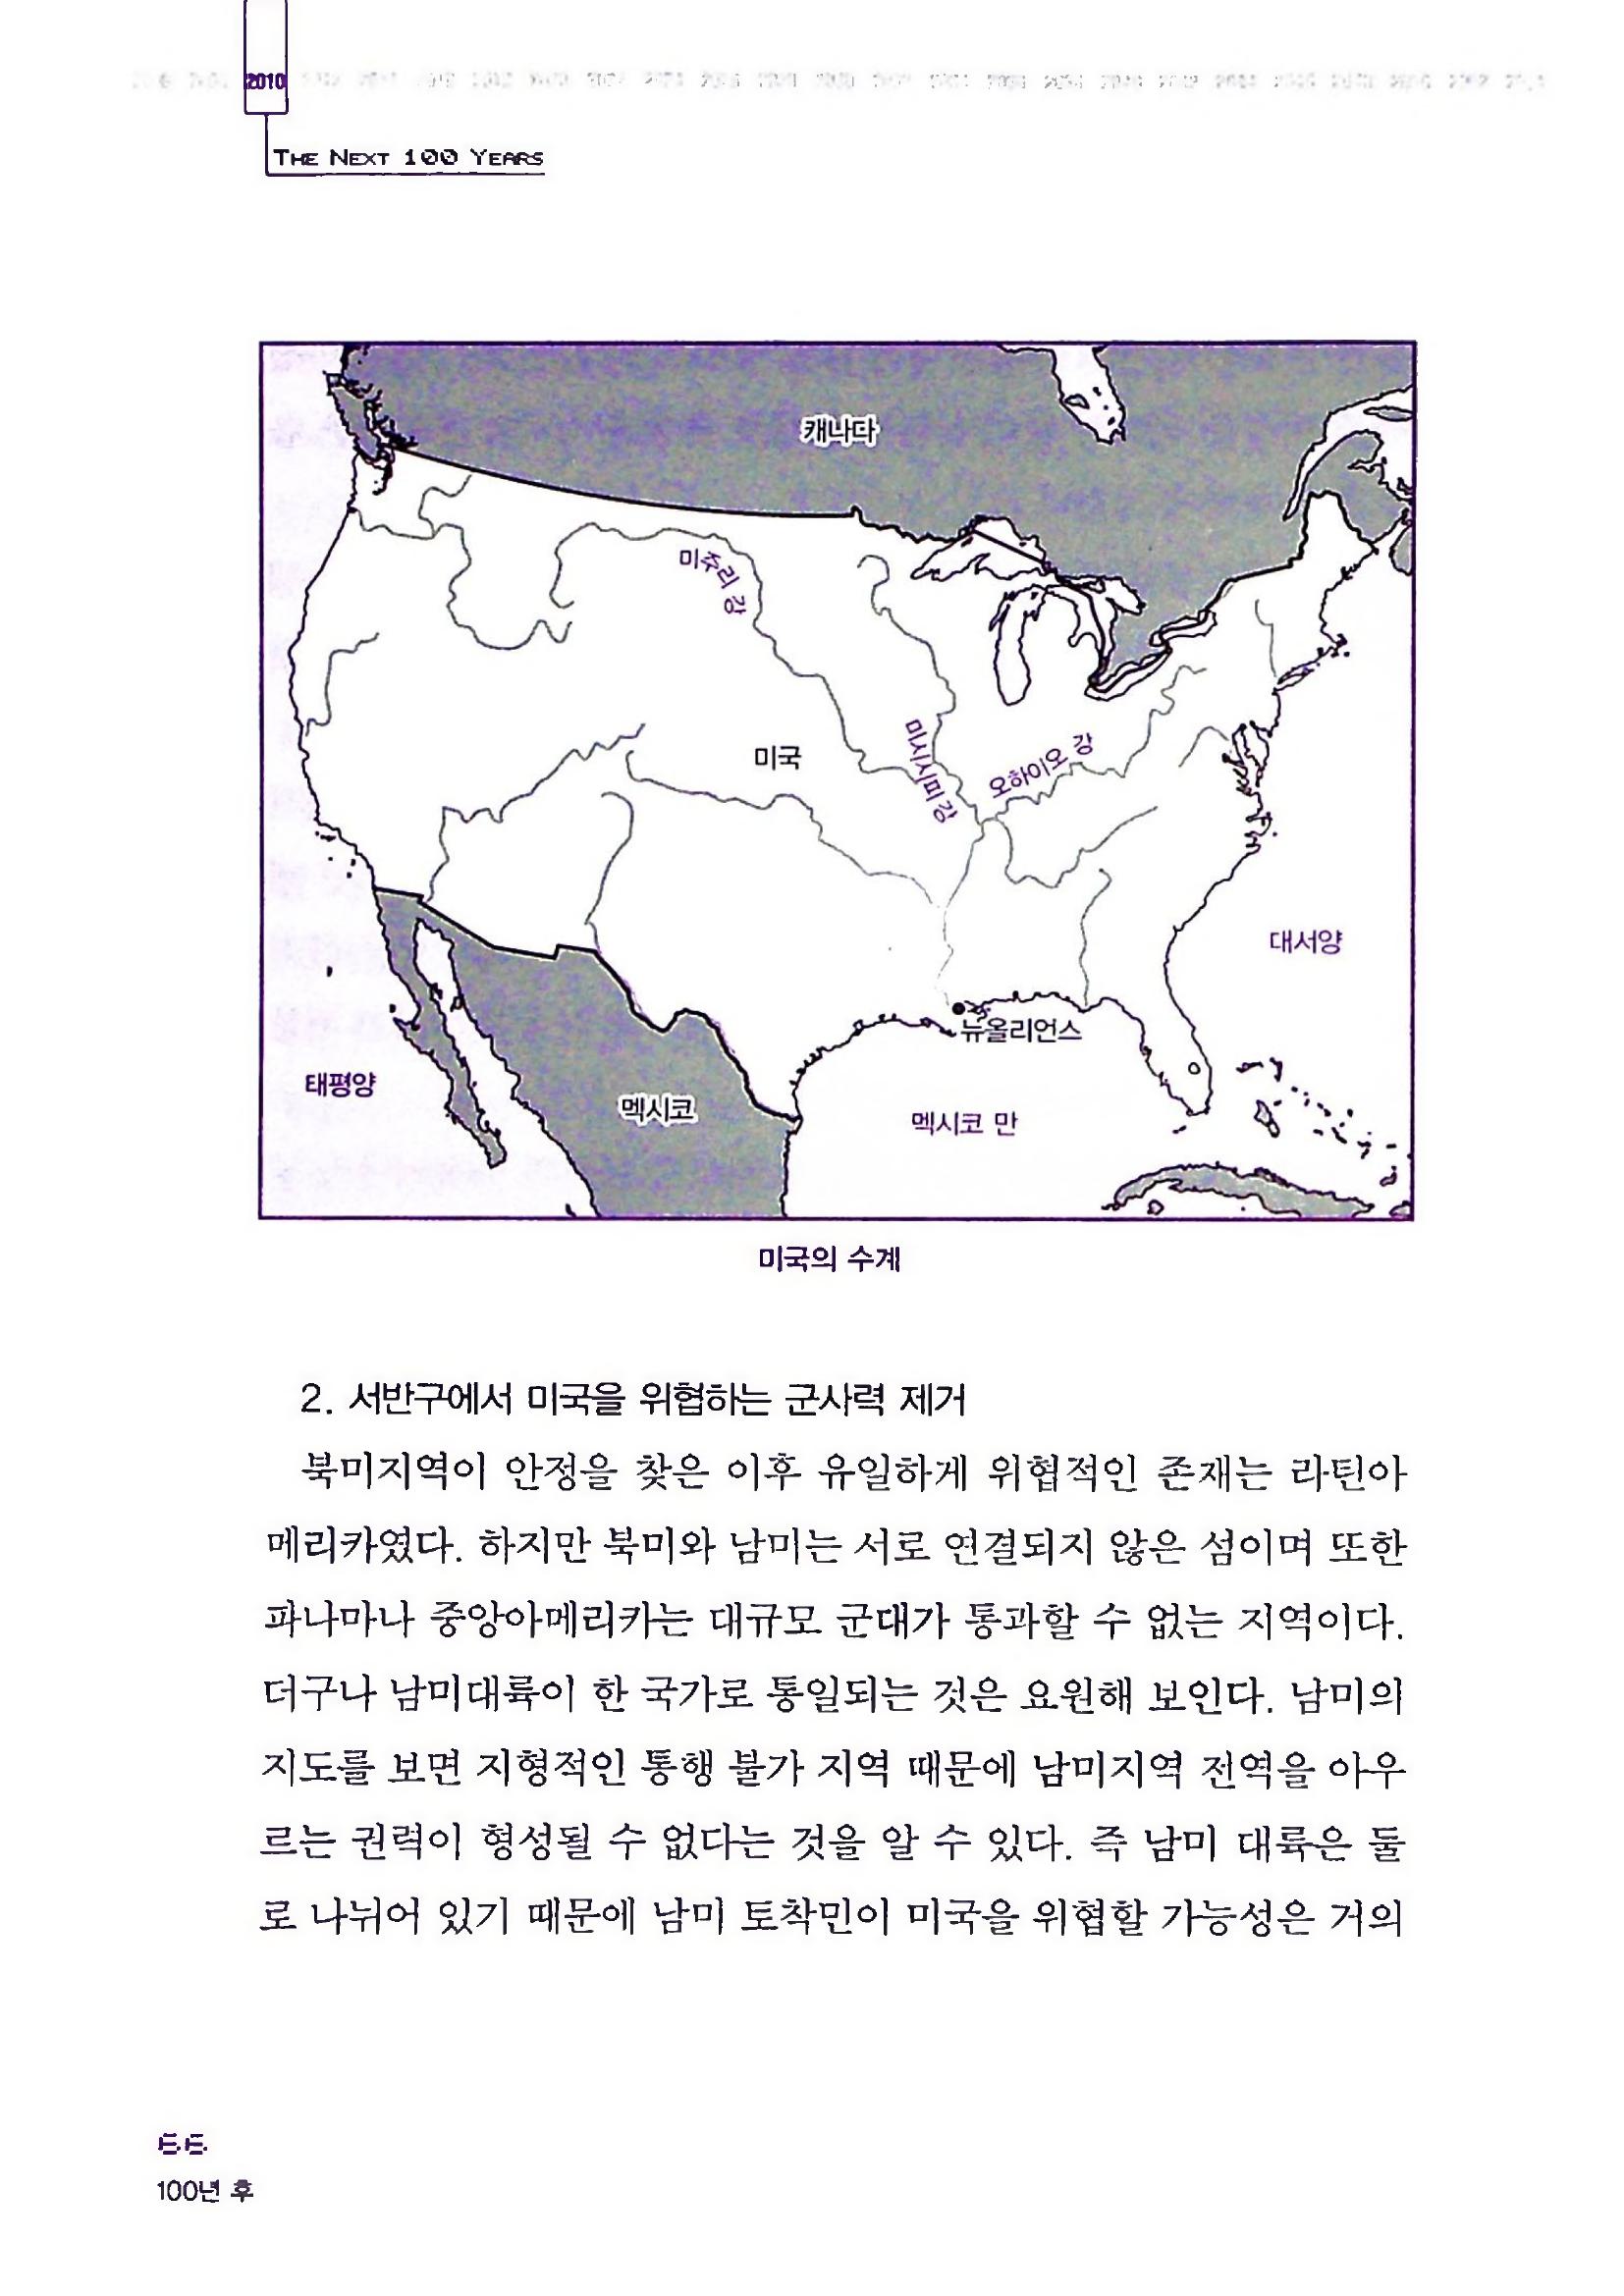 2010
THE NEXT 100 YEARS
캐나다
미주리 강
미국
미시시피 강
오하이오 강
대서양
뉴올리언스
태평양
멕시코
멕시코 만
미국의 수계
2. 서반구에서 미국을 위협하는 군사력 제거
북미지역이 안정을 찾은 이후 유일하게 위협적인 존재는 라틴아
메리카였다. 하지만 북미와 남미는 서로 연결되지 않은 섬이며 또한
파나마나 중앙아메리카는 대규모 군대가 통과할 수 없는 지역이다.
더구나 남미대륙이 한 국가로 통일되는 것은 요원해 보인다. 남미의
지도를 보면 지형적인 통행 불가 지역 때문에 남미지역 전역을 아우
르는 권력이 형성될 수 없다는 것을 알 수 있다. 즉 남미 대륙은 둘
로 나뉘어 있기 때문에 남미 토착민이 미국을 위협할 가능성은 거의
66
100년 후